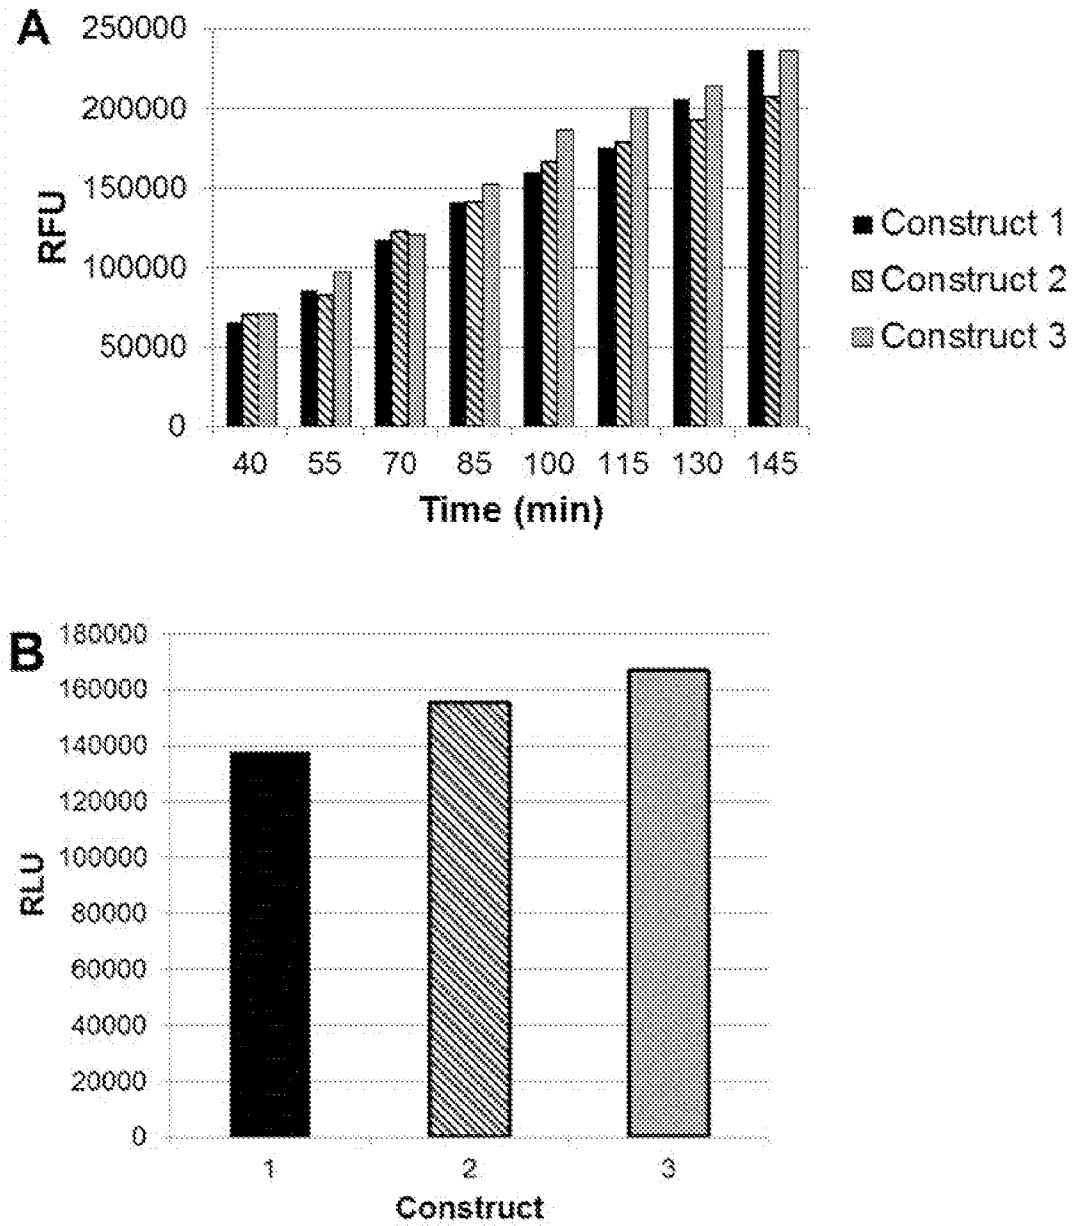 A
250000
200000
150000
100000
50000
0
RFU
40 55 70 85 100 115 130 145
Time (min)
Construct 1
Construct 2
Construct 3
B
180000
160000
140000
120000
100000
80000
60000
40000
20000
0
RLU
1 2 3
Construct